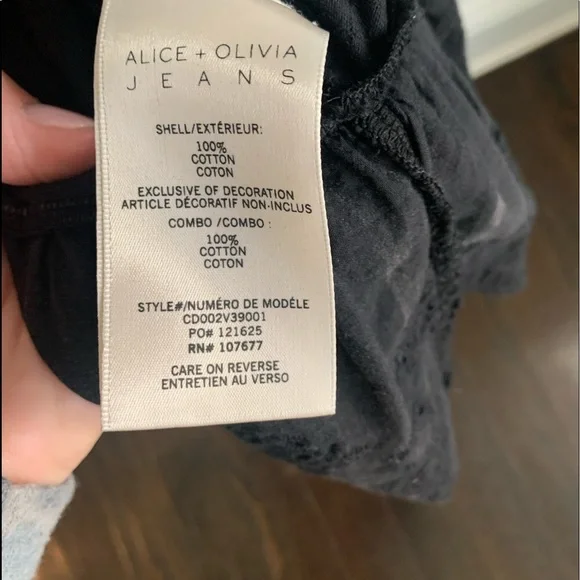 ALICE + OLIVIA
JEANS
SHELL/EXTÉRIEUR:
100%
COTTON
COTON
EXCLUSIVE OF DECORATION
ARTICLE DÉCORATIF NON-INCLUS
COMBO /COMBO :
100%
COTTON
COTON
STYLE#/NUMÉRO DE MODÈLE
CD002V39001
PO# 121625
RN# 107677
CARE ON REVERSE
ENTRETIEN AU VERSO